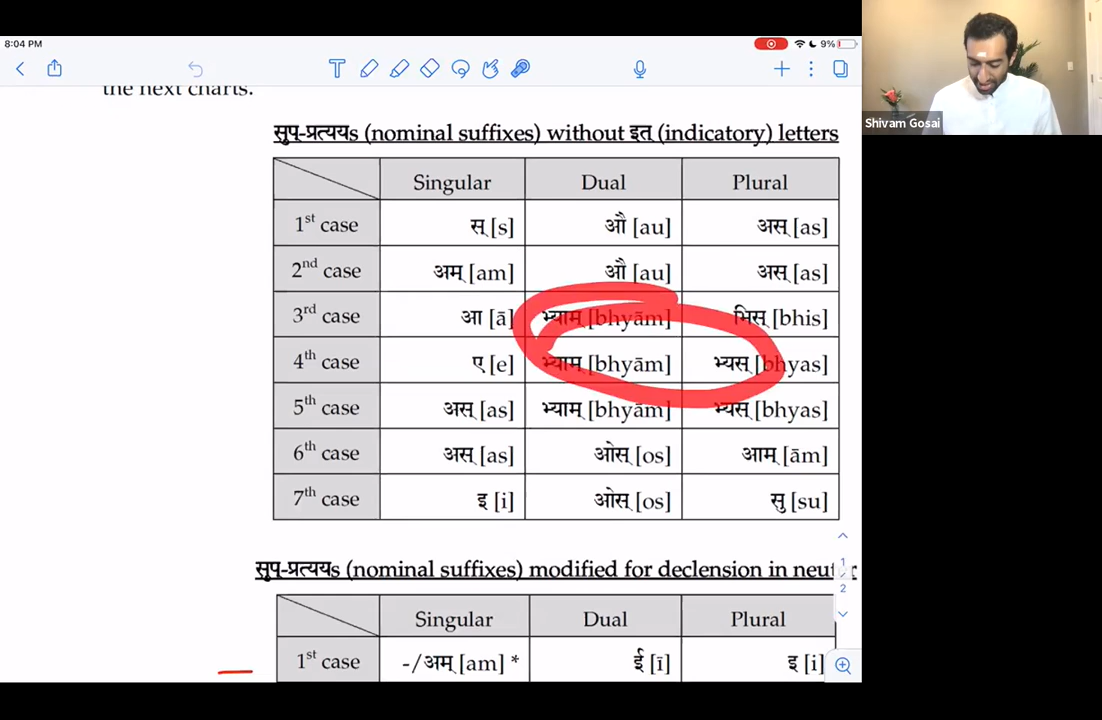 8:04 PM
9%
the next charts.
Shivam Gosai
सुप्-प्रत्ययs (nominal suffixes) without इत् (indicatory) letters
Singular Dual Plural
1st case स् [s] औ [au] अस् [as]
2nd case अम् [am] औ [au] अस् [as]
3rd case आ [ā] भ्याम् [bhyām] भिस् [bhis]
4th case ए [e] भ्याम् [bhyām] भ्यस् [bhyas]
5th case अस् [as] भ्याम् [bhyām] भ्यस् [bhyas]
6th case अस् [as] ओस् [os] आम् [ām]
7th case इ [i] ओस् [os] सु [su]
1
2
सुप्-प्रत्ययs (nominal suffixes) modified for declension in
Singular Dual Plural
1st case -/अम् [am] * ई [ī] इ [i]